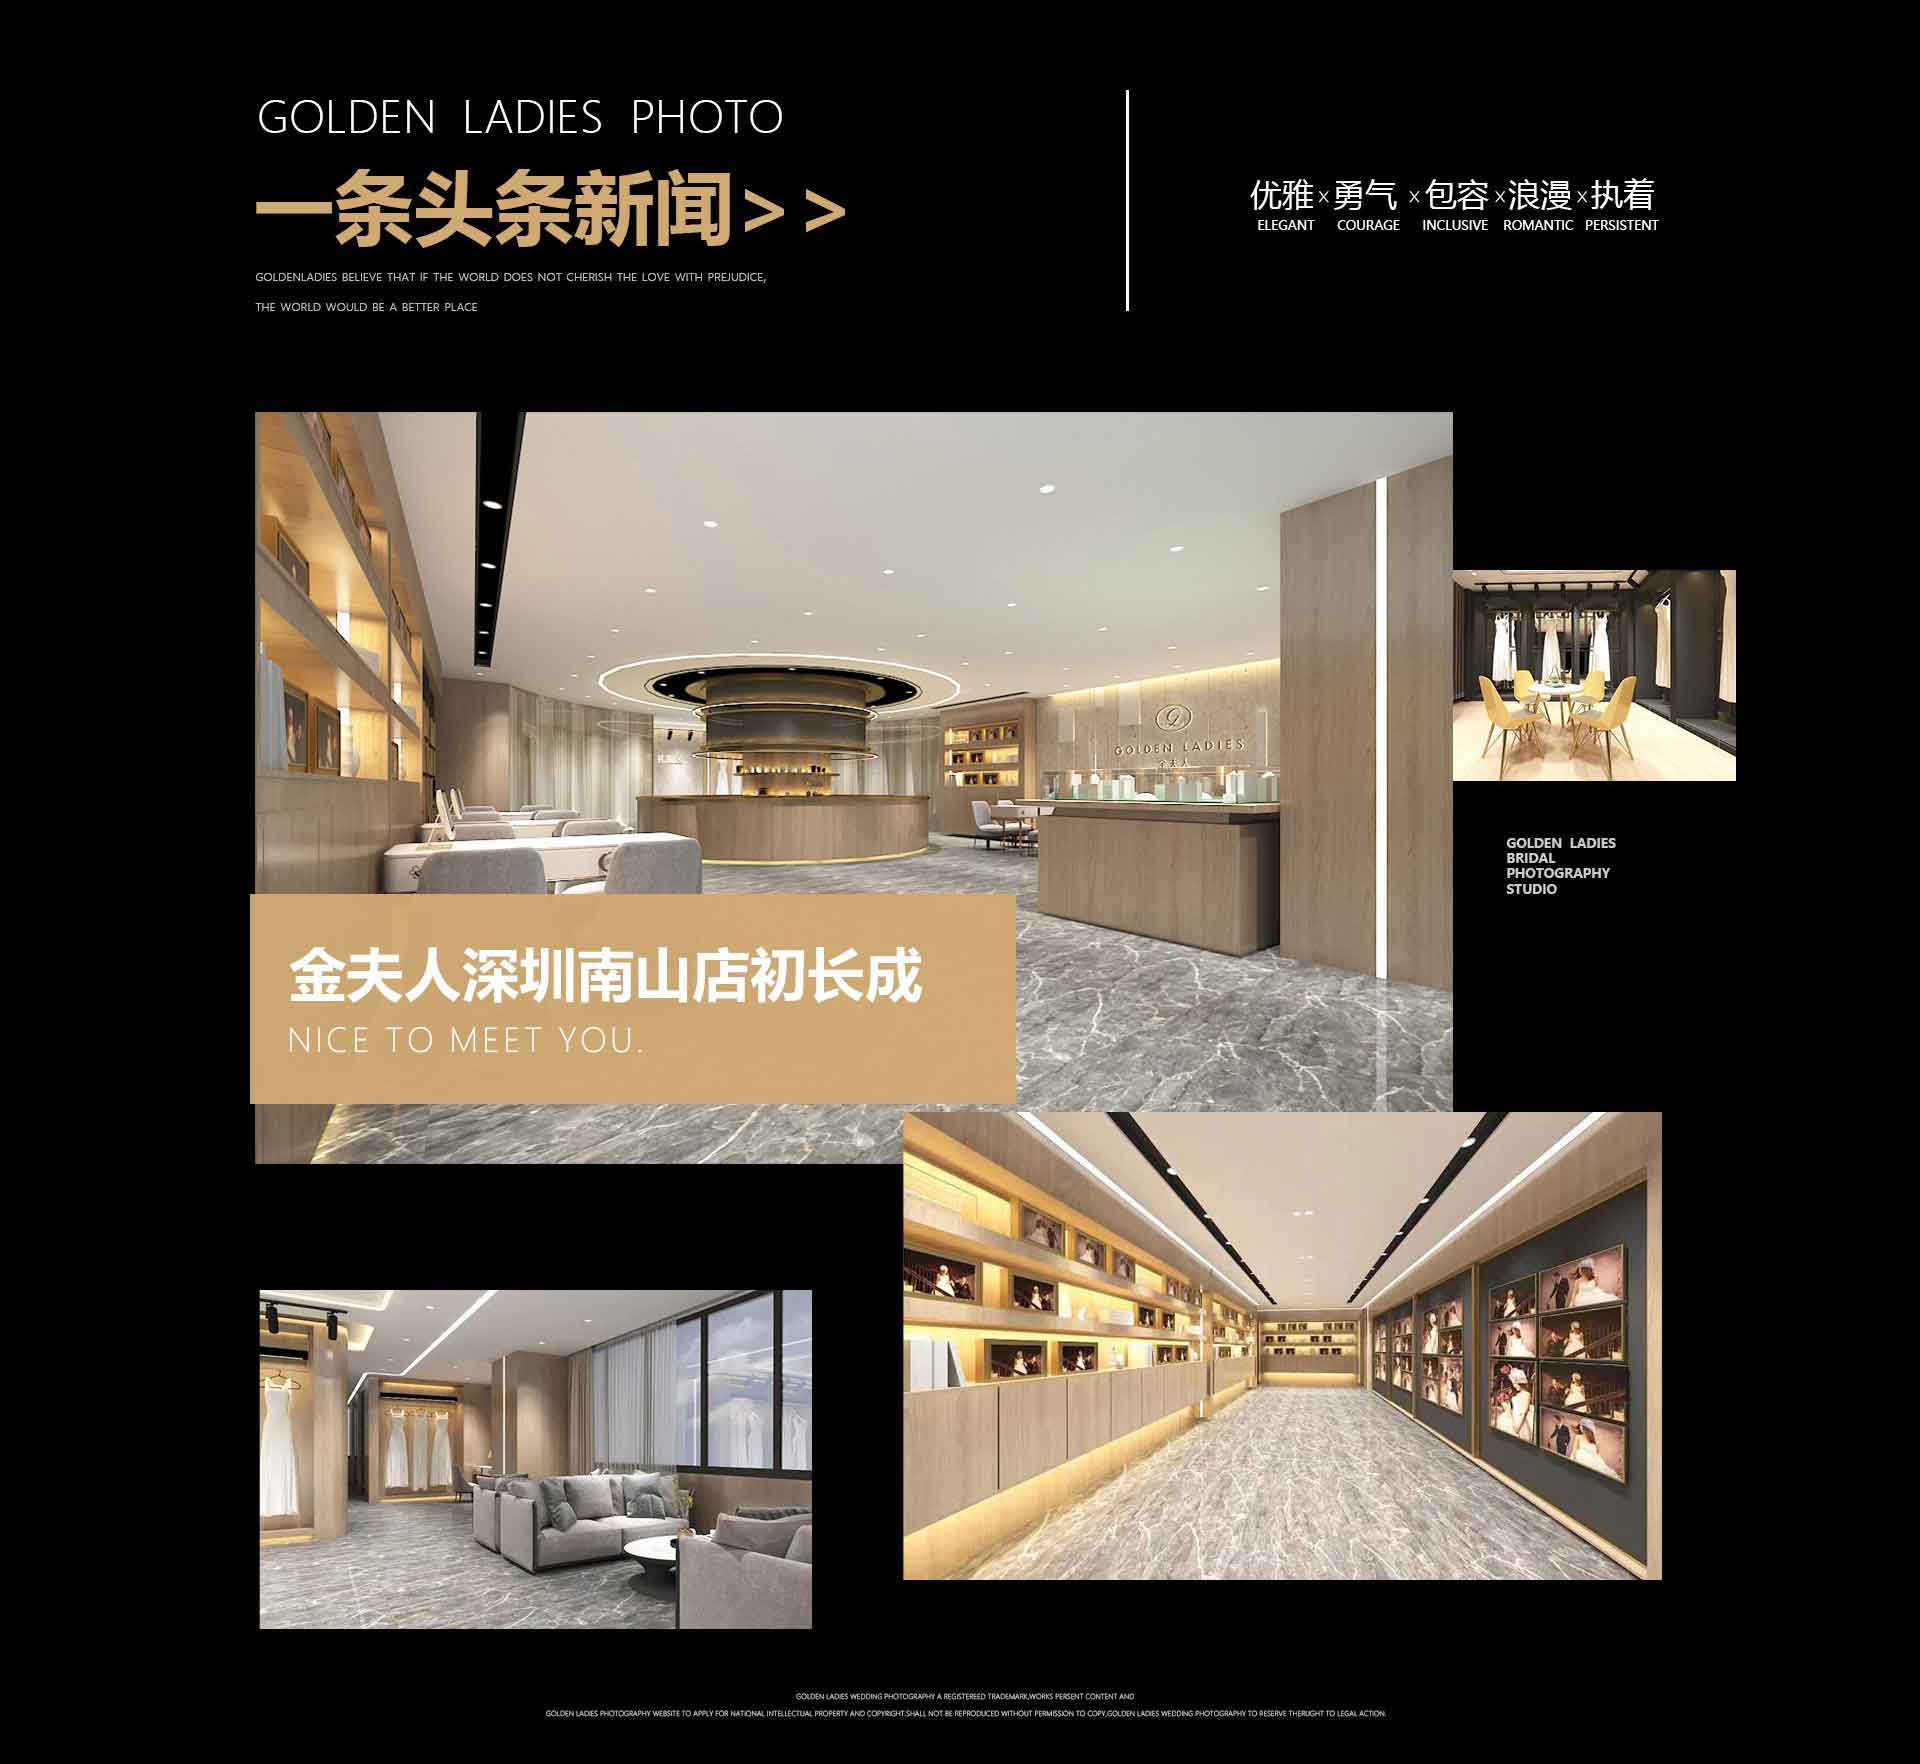 GOLDEN LADIES PHOTO
一条头条新闻>>
GOLDENLADIES BELIEVE THAT IF THE WORLD DOES NOT CHERISH THE LOVE WITH PREJUDICE,
THE WORLD WOULD BE A BETTER PLACE
优雅x勇气 x包容x浪漫x执着
ELEGANT COURAGE INCLUSIVE ROMANTIC PERSISTENT
GOLDEN LADIES
金夫人
GOLDEN LADIES
BRIDAL
PHOTOGRAPHY
STUDIO
金夫人深圳南山店初长成
NICE TO MEET YOU.
GOLDEN LADIES WEDDING PHOTOGRAPHY A REGISTEREED TRADEMARK,WORKS PERSENT CONTENT AND
GOLDEN LADIES PHOTOGRAPHY WEBSITE TO APPLY FOR NATIONAL INTELLECTUAL PROPERTY AND COPYRIGHT.SHALL NOT BE REPRODUCED WITHOUT PERMISSION TO COPY,GOLDEN LADIES WEDDING PHOTOGRAPHY TO RESERVE THERUGHT TO LEGAL ACTION.